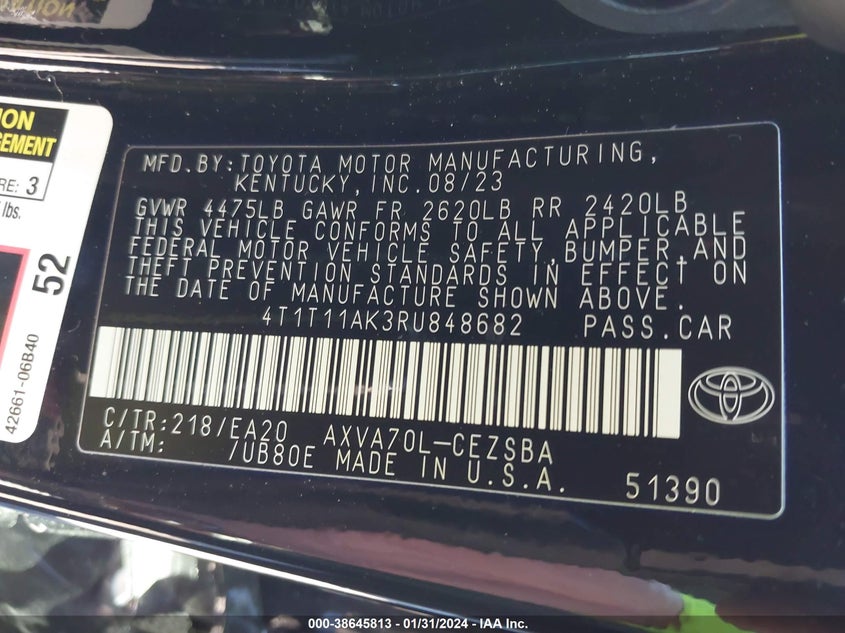 ION
GEMENT
RE: 3
lbs.
52
42661-06B40
MFD.BY:TOYOTA MOTOR MANUFACTURING,
KENTUCKY,INC.08/23
GVWR 4475LB GAWR FR 2620LB RR 2420LB
THIS VEHICLE CONFORMS TO ALL APPLICABLE
FEDERAL MOTOR VEHICLE SAFETY,BUMPER,AND
THEFT PREVENTION STANDARDS IN EFFECT ON
THE DATE OF MANUFACTURE SHOWN ABOVE.
4T1T11AK3RU848682 PASS.CAR
C/TR:218/EA20 AXVA70L-CEZSBA
A/TM: /UB80E MADE IN U.S.A. 51390
000-38645813 - 01/31/2024 - IAA Inc.